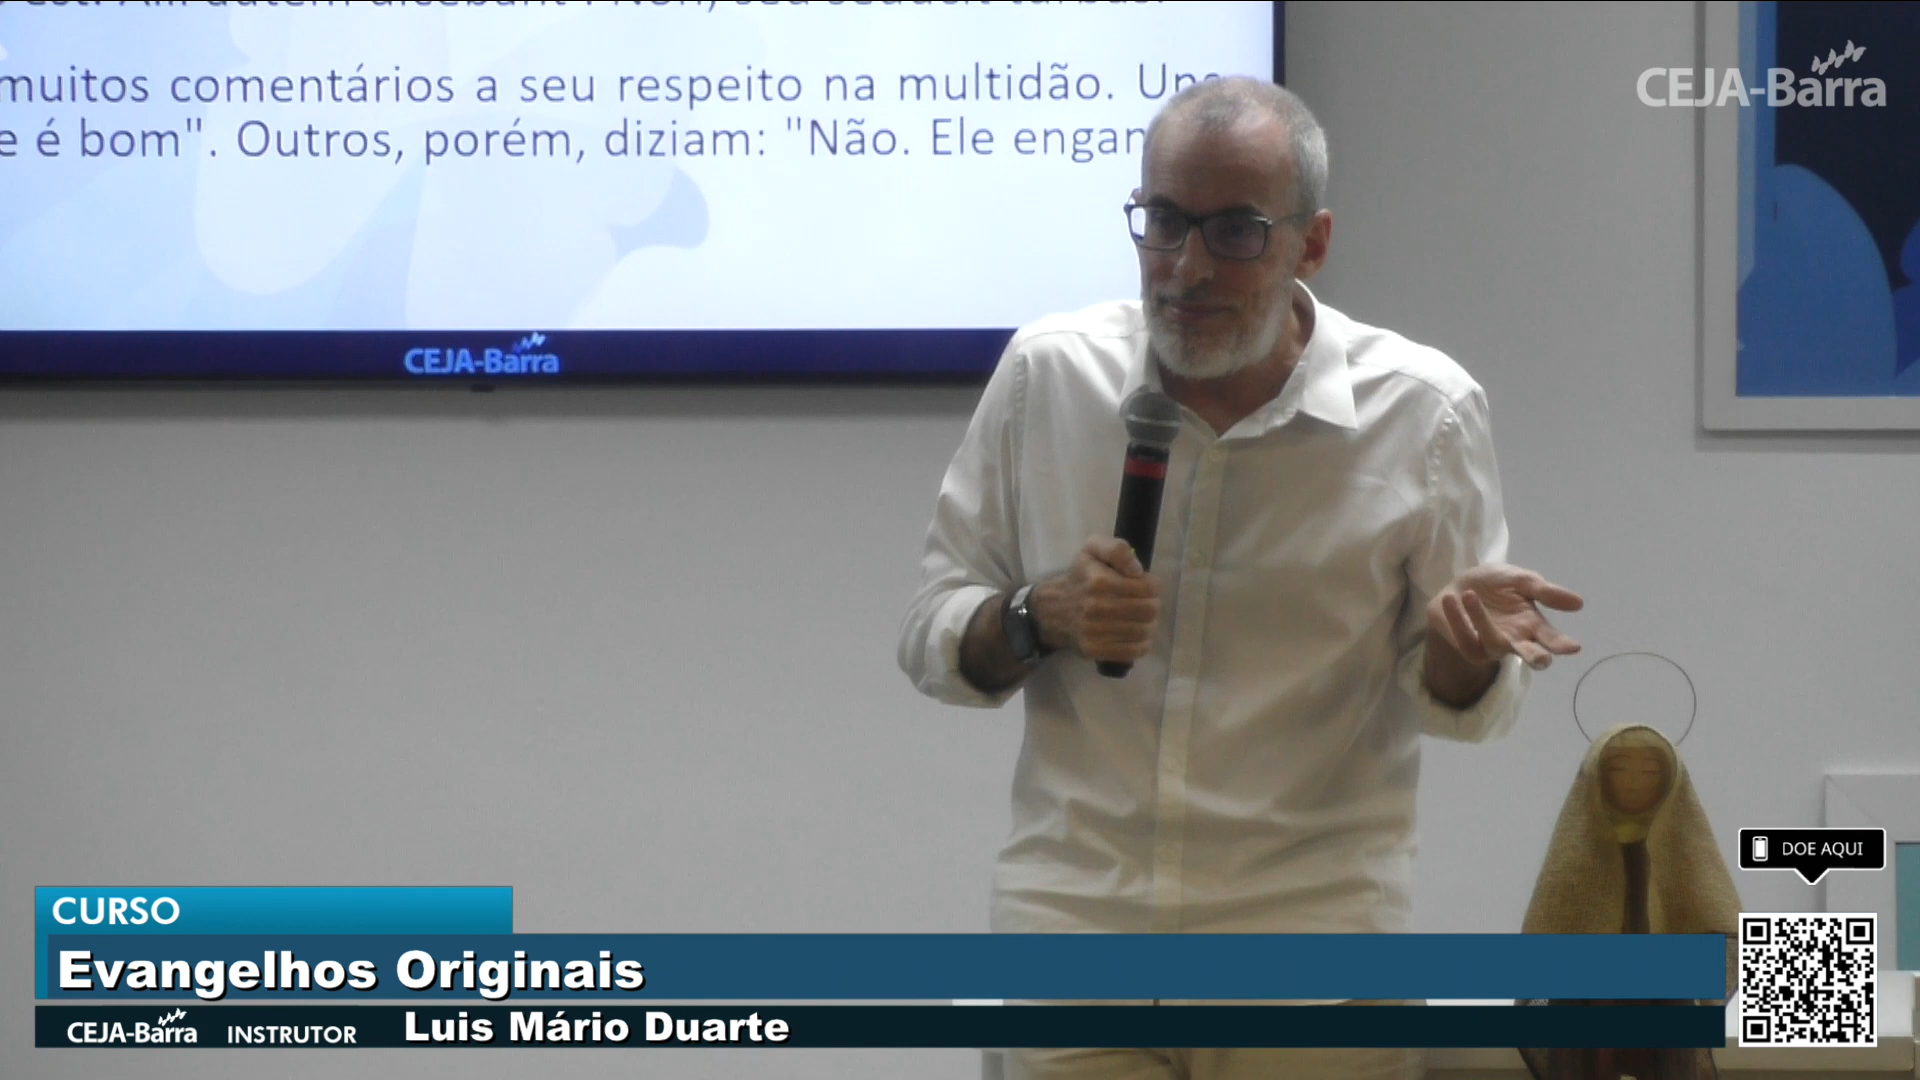 muitos comentários a seu respeito na multidão.
e é bom". Outros, porém, diziam: "Não. Ele
CEJA-Barra
CEJA-Barra
DOE AQUI
CURSO
Evangelhos Originais
CEJA-Barra INSTRUTOR Luis Mário Duarte